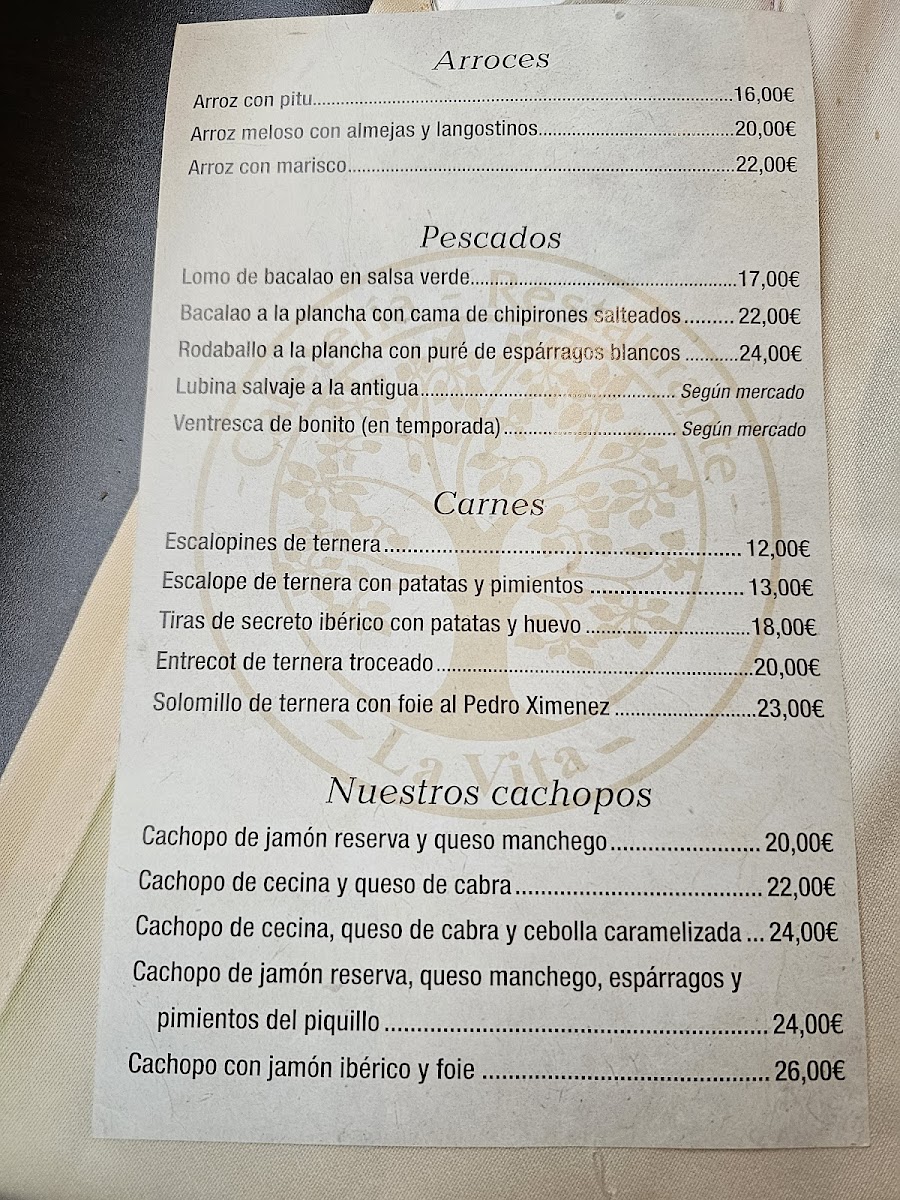 Arroces
Arroz con pitu..........16,00€
Arroz meloso con almejas y langostinos..........20,00€
Arroz con marisco..........22,00€
Pescados
Lomo de bacalao en salsa verde..........17,00€
Bacalao a la plancha con cama de chipirones salteados.........22,00€
Rodaballo a la plancha con puré de espárragos blancos..........24,00€
Lubina salvaje a la antigua.......... Según mercado
Ventresca de bonito (en temporada).......... Según mercado
Carnes
Escalopines de ternera.......... 12,00€
Escalope de ternera con patatas y pimientos .......... 13,00€
Tiras de secreto ibérico con patatas y huevo ..........18,00€
Entrecot de ternera troceado..........20,00€
Solomillo de ternera con foie al Pedro Ximenez ..........23,00€
- La Vita -
Nuestros cachopos
Cachopo de jamón reserva y queso manchego.......... 20,00€
Cachopo de cecina y queso de cabra.......... 22,00€
Cachopo de cecina, queso de cabra y cebolla caramelizada ... 24,00€
Cachopo de jamón reserva, queso manchego, espárragos y
pimientos del piquillo.......... 24,00€
Cachopo con jamón ibérico y foie .......... 26,00€